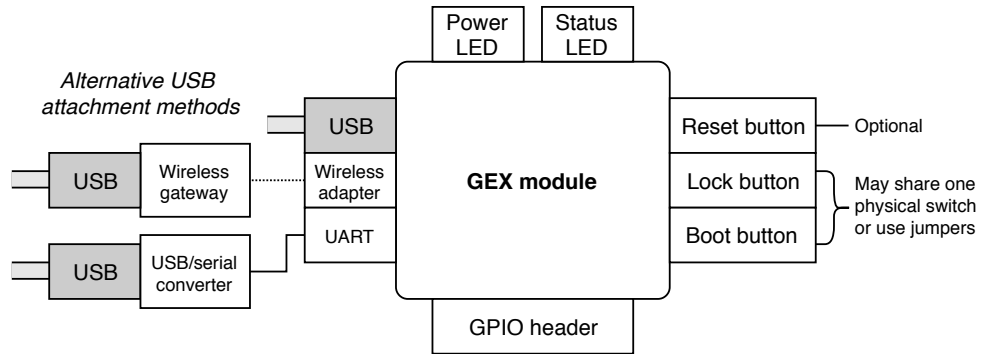 Power
LED
Status
LED
Alternative USB
attachment methods
USB
Wireless
gateway
USB
USB/serial
converter
USB
Wireless
adapter
UART
GEX module
Reset button
Lock button
Boot button
Optional
May share one
physical switch
or use jumpers
GPIO header